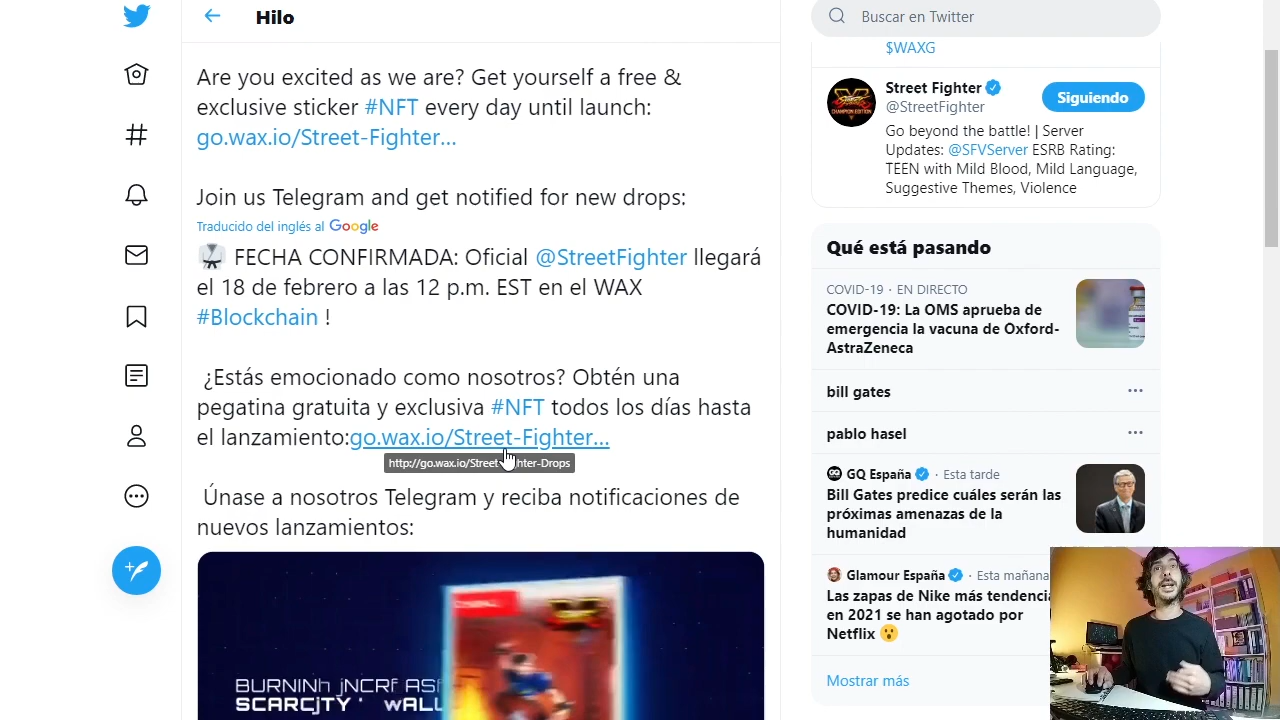 Hilo
Are you excited as we are? Get yourself a free &
exclusive sticker #NFT every day until launch:
go.wax.io/Street-Fighter…
Join us Telegram and get notified for new drops:
Traducido del inglés al Google
FECHA CONFIRMADA: Oficial @StreetFighter llegará
el 18 de febrero a las 12 p.m. EST en el WAX
#Blockchain !
¿Estás emocionado como nosotros? Obtén una
pegatina gratuita y exclusiva #NFT todos los días hasta
el lanzamiento:go.wax.io/Street-Fighter…
http://go.wax.io/Street-Fighter-Drops
Únase a nosotros Telegram y reciba notificaciones de
nuevos lanzamientos:
SCARCITY WALL
Buscar en Twitter
$WAXG
Street Fighter
@StreetFighter
Siguiendo
Go beyond the battle! | Server
Updates: @SFVServer ESRB Rating:
TEEN with Mild Blood, Mild Language,
Suggestive Themes, Violence
Qué está pasando
COVID-19 · EN DIRECTO
COVID-19: La OMS aprueba de
emergencia la vacuna de Oxford-
AstraZeneca
bill gates
pablo hasel
GQ España · Esta tarde
Bill Gates predice cuáles serán las
próximas amenazas de la
humanidad
Glamour España · Esta mañana
Las zapas de Nike más tendencia
en 2021 se han agotado por
Netflix 😮
Mostrar más